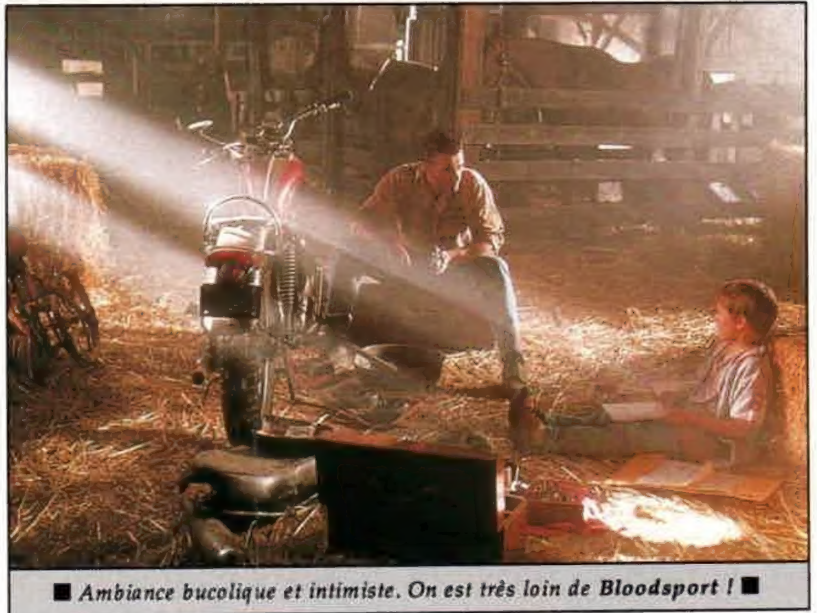 ■ Ambiance bucolique et intimiste. On est très loin de Bloodsport ! ■